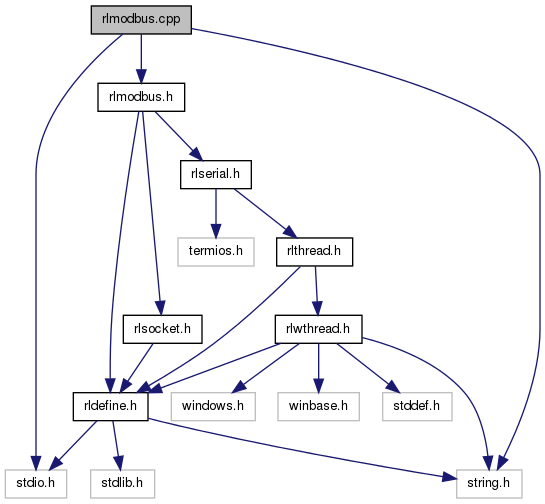 rlmodbus.cpp
rlmodbus.h
rlserial.h
termios.h
rlthread.h
rlsocket.h
rlwthread.h
rldefine.h
windows.h
winbase.h
stddef.h
stdio.h
stdlib.h
string.h